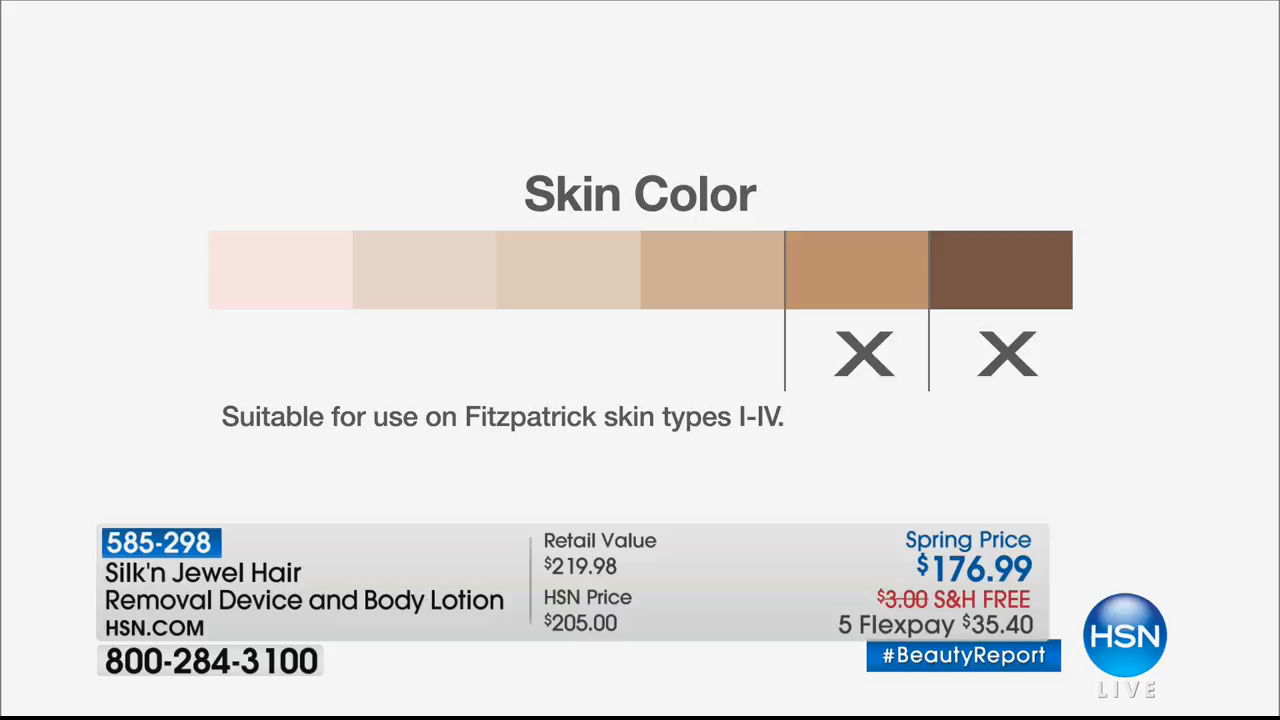 Skin Color
X X
Suitable for use on Fitzpatrick skin types I-IV.
585-298
Silk'n Jewel Hair
Removal Device and Body Lotion
HSN.COM
800-284-3100
Retail Value
$219.98
HSN Price
$205.00
Spring Price
$176.99
$3.00 S&H FREE
5 Flexpay $35.40
#BeautyReport
HSN
LIVE